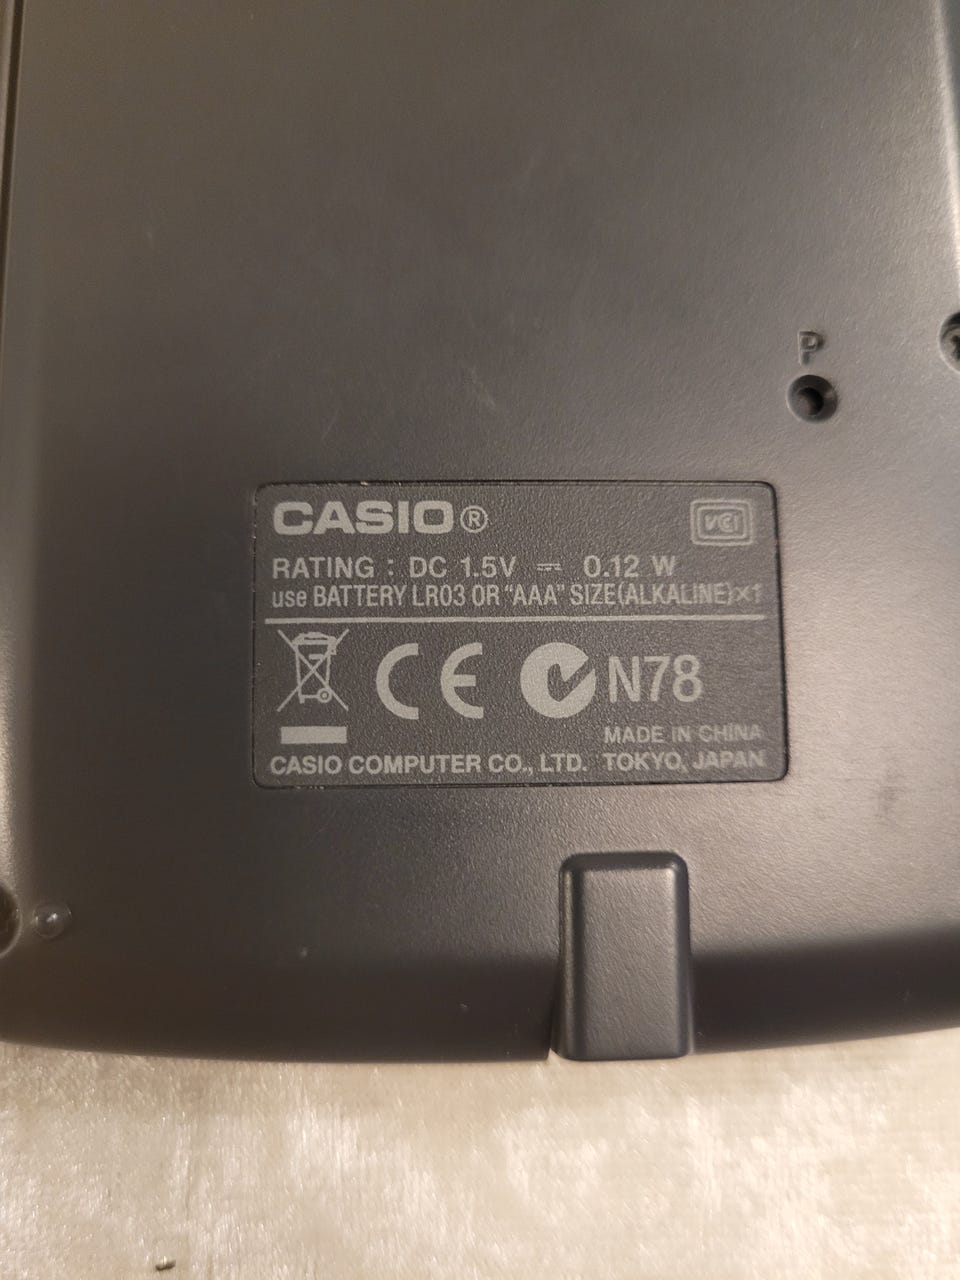 P
CASIO®
VCI
RATING : DC 1.5V ⎓ 0.12 W
use BATTERY LR03 OR "AAA" SIZE(ALKALINE)×1
CE N78
MADE IN CHINA
CASIO COMPUTER CO., LTD. TOKYO, JAPAN